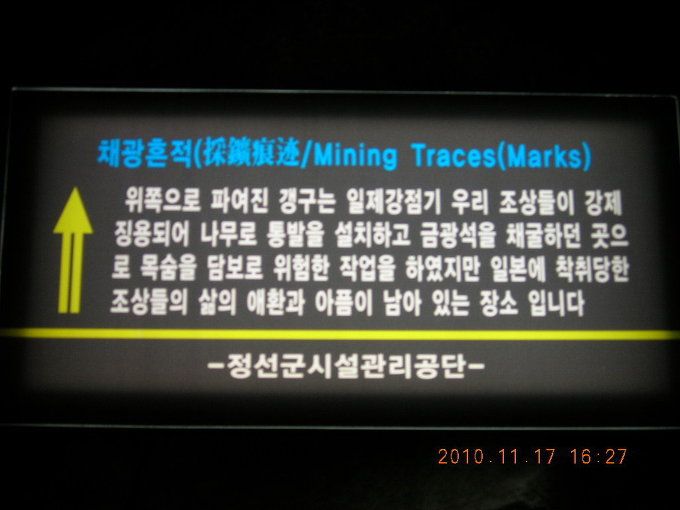 채광흔적(採鑛痕迹/Mining Traces(Marks)
위쪽으로 파여진 갱구는 일제강점기 우리 조상들이 강제
징용되어 나무로 통발을 설치하고 금광석을 채굴하던 곳으
로 목숨을 담보로 위험한 작업을 하였지만 일본에 착취당한
조상들의 삶의 애환과 아픔이 남아 있는 장소 입니다
-정선군시설관리공단-
2010.11.17 16:27